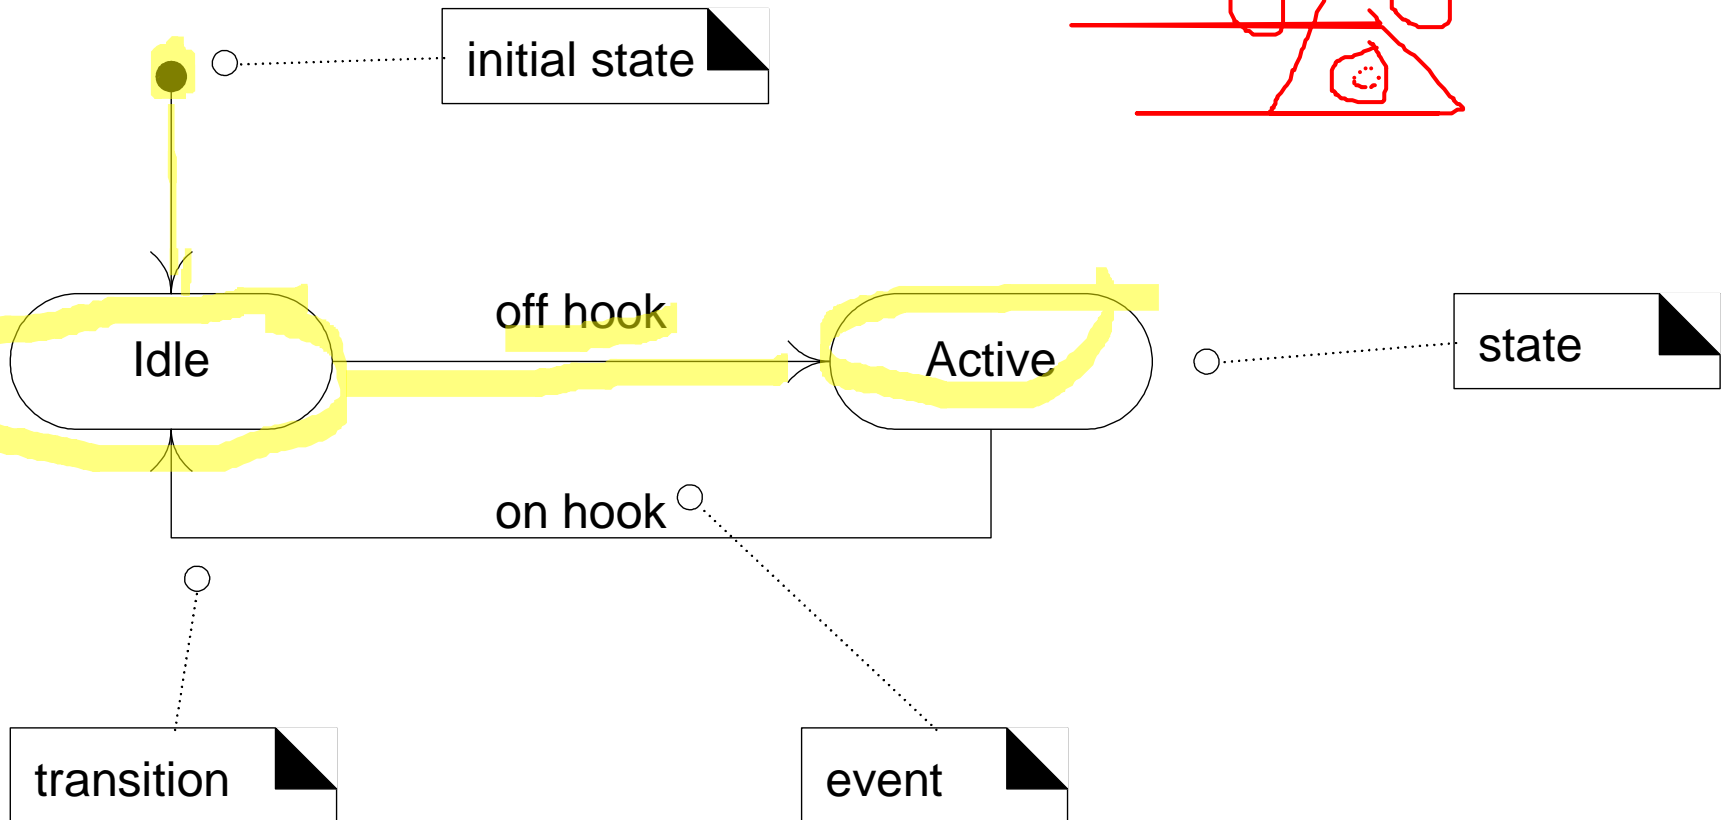 initial state
off hook
Idle
Active
state
on hook
transition
event